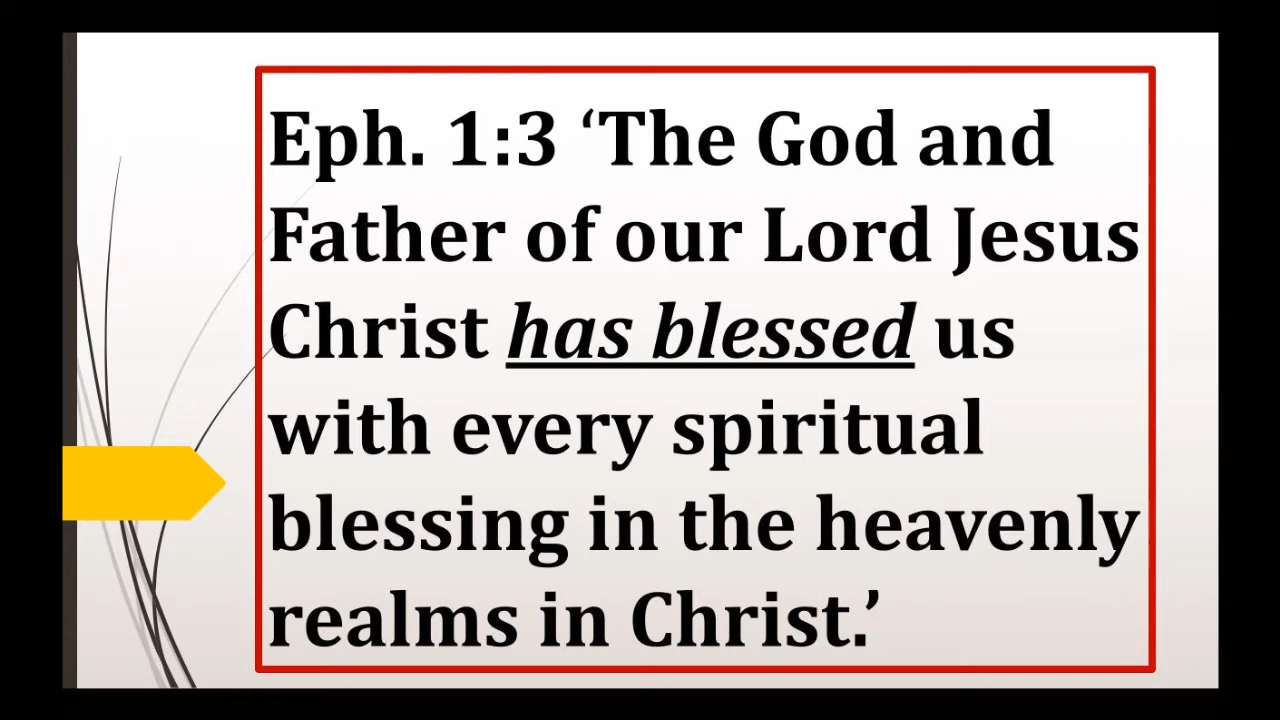 Eph. 1:3 ‘The God and
Father of our Lord Jesus
Christ has blessed us
with every spiritual
blessing in the heavenly
realms in Christ.’